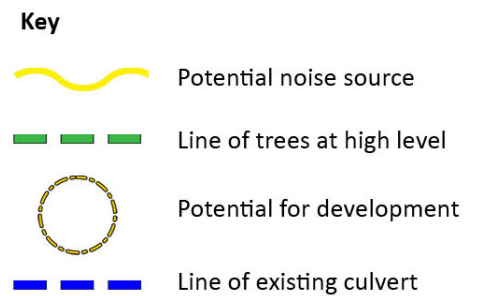 Key
Potential noise source
Line of trees at high level
Potential for development
Line of existing culvert